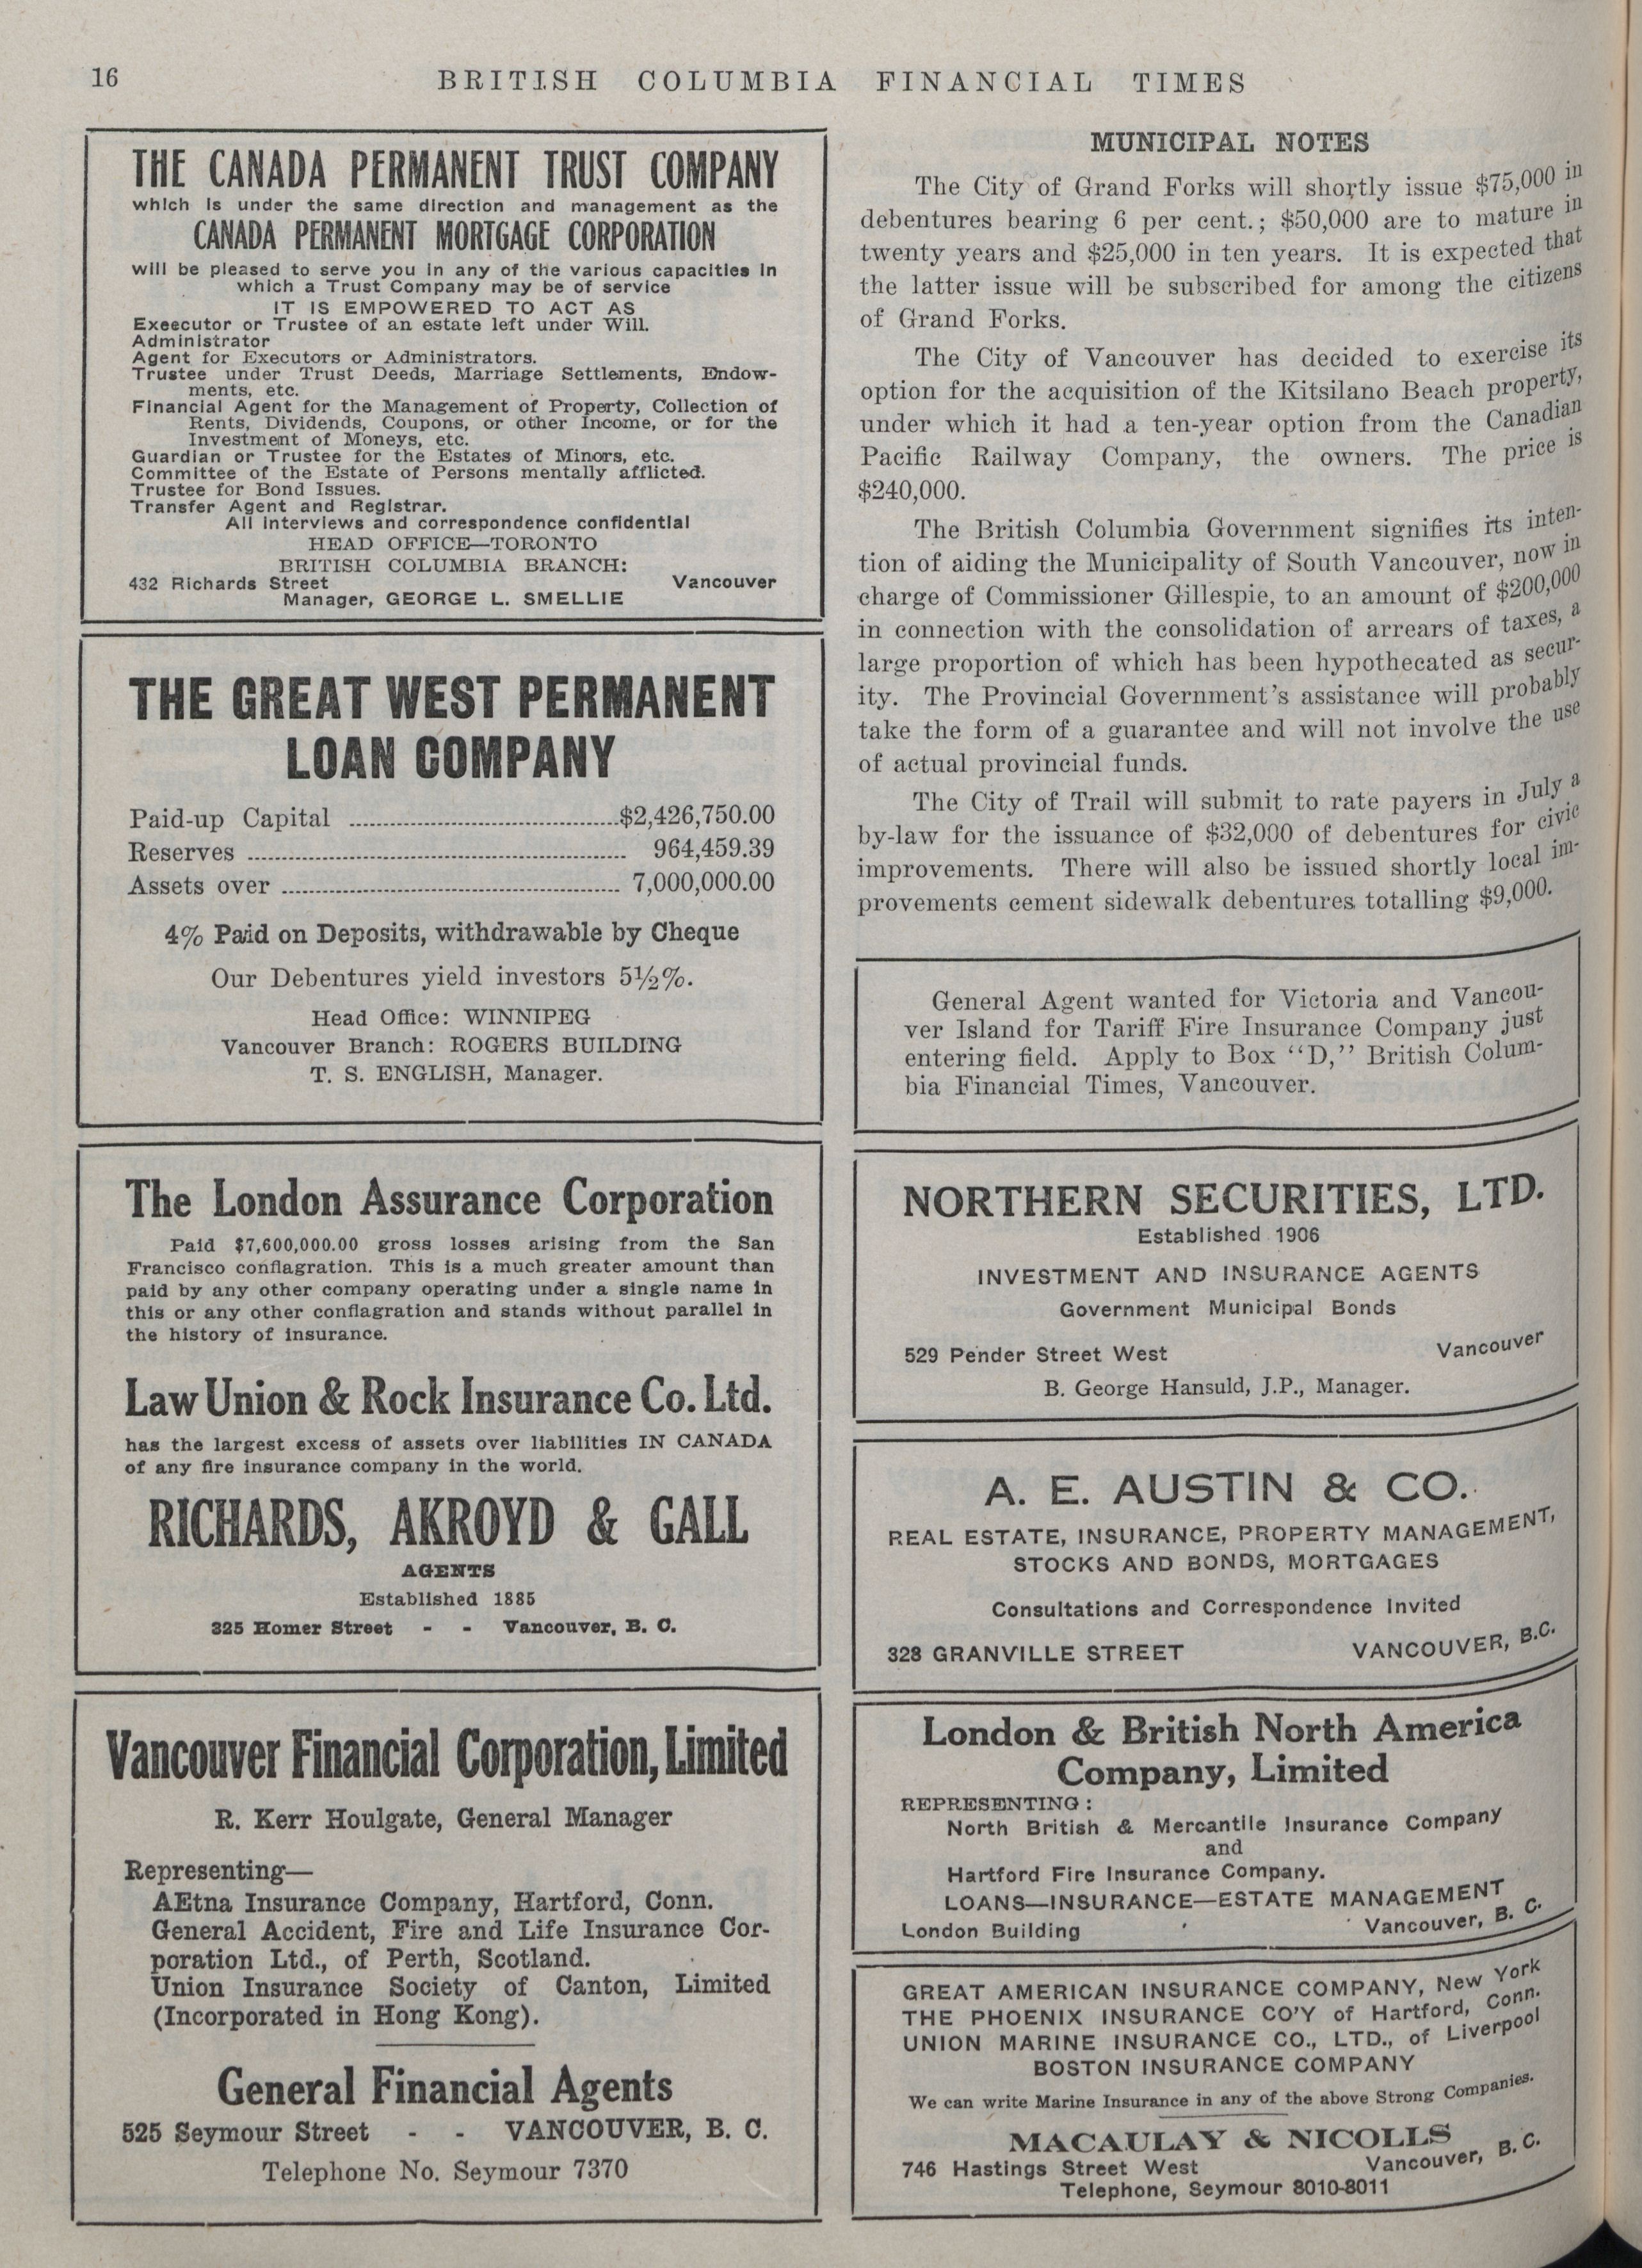 16
BRITISH COLUMBIA FINANCIAL TIMES
THE CANADA PERMANENT TRUST COMPANY
which is under the same direction and management as the
CANADA PERMANENT MORTGAGE CORPORATION
will be pleased to serve you in any of the various capacities in
which a Trust Company may be of service
IT IS EMPOWERED TO ACT AS
Exeecutor or Trustee of an estate left under Will.
Administrator
Agent for Executors or Administrators.
Trustee under Trust Deeds, Marriage Settlements, Endow-
ments, etc.
Financial Agent for the Management of Property, Collection of
Rents, Dividends, Coupons, or other Income, or for the
Investment of Moneys, etc.
Guardian or Trustee for the Estates of Minors, etc.
Committee of the Estate of Persons mentally afflicted.
Trustee for Bond Issues.
Transfer Agent and Registrar.
All interviews and correspondence confidential
HEAD OFFICE—TORONTO
BRITISH COLUMBIA BRANCH:
432 Richards Street Vancouver
Manager, GEORGE L. SMELLIE
THE GREAT WEST PERMANENT
LOAN COMPANY
Paid-up Capital ........ $2,426,750.00
Reserves ........ 964,459.39
Assets over ........ 7,000,000.00
4% Paid on Deposits, withdrawable by Cheque
Our Debentures yield investors 5½%.
Head Office: WINNIPEG
Vancouver Branch: ROGERS BUILDING
T. S. ENGLISH, Manager.
The London Assurance Corporation
Paid $7,600,000.00 gross losses arising from the San
Francisco conflagration. This is a much greater amount than
paid by any other company operating under a single name in
this or any other conflagration and stands without parallel in
the history of insurance.
Law Union & Rock Insurance Co. Ltd.
has the largest excess of assets over liabilities IN CANADA
of any fire insurance company in the world.
RICHARDS, AKROYD & GALL
AGENTS
Established 1885
325 Homer Street - - Vancouver, B. C.
Vancouver Financial Corporation, Limited
R. Kerr Houlgate, General Manager
Representing—
AEtna Insurance Company, Hartford, Conn.
General Accident, Fire and Life Insurance Cor-
poration Ltd., of Perth, Scotland.
Union Insurance Society of Canton, Limited
(Incorporated in Hong Kong).
General Financial Agents
525 Seymour Street - - VANCOUVER, B. C.
Telephone No. Seymour 7370
MUNICIPAL NOTES
The City of Grand Forks will shortly issue $75,000 in
debentures bearing 6 per cent.; $50,000 are to mature in
twenty years and $25,000 in ten years. It is expected that
the latter issue will be subscribed for among the citizens
of Grand Forks.
The City of Vancouver has decided to exercise its
option for the acquisition of the Kitsilano Beach property,
under which it had a ten-year option from the Canadian
Pacific Railway Company, the owners. The price is
$240,000.
The British Columbia Government signifies its inten-
tion of aiding the Municipality of South Vancouver, now in
charge of Commissioner Gillespie, to an amount of $200,000
in connection with the consolidation of arrears of taxes, a
large proportion of which has been hypothecated as secur-
ity. The Provincial Government's assistance will probably
take the form of a guarantee and will not involve the use
of actual provincial funds.
The City of Trail will submit to rate payers in July a
by-law for the issuance of $32,000 of debentures for civic
improvements. There will also be issued shortly local im-
provements cement sidewalk debentures totalling $9,000.
General Agent wanted for Victoria and Vancou-
ver Island for Tariff Fire Insurance Company just
entering field. Apply to Box "D," British Colum-
bia Financial Times, Vancouver.
NORTHERN SECURITIES, LTD.
Established 1906
INVESTMENT AND INSURANCE AGENTS
Government Municipal Bonds
529 Pender Street West Vancouver
B. George Hansuld, J.P., Manager.
A. E. AUSTIN & CO.
REAL ESTATE, INSURANCE, PROPERTY MANAGEMENT,
STOCKS AND BONDS, MORTGAGES
Consultations and Correspondence Invited
328 GRANVILLE STREET VANCOUVER, B.C.
London & British North America
Company, Limited
REPRESENTING:
North British & Mercantile Insurance Company
and
Hartford Fire Insurance Company.
LOANS—INSURANCE—ESTATE MANAGEMENT
London Building Vancouver, B. C.
GREAT AMERICAN INSURANCE COMPANY, New York
THE PHOENIX INSURANCE CO'Y of Hartford, Conn.
UNION MARINE INSURANCE CO., LTD., of Liverpool
BOSTON INSURANCE COMPANY
We can write Marine Insurance in any of the above Strong Companies.
MACAULAY & NICOLLS
746 Hastings Street West Vancouver, B. C.
Telephone, Seymour 8010-8011